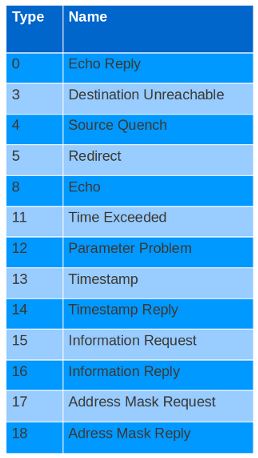 Type Name
0 Echo Reply
3 Destination Unreachable
4 Source Quench
5 Redirect
8 Echo
11 Time Exceeded
12 Parameter Problem
13 Timestamp
14 Timestamp Reply
15 Information Request
16 Information Reply
17 Address Mask Request
18 Adress Mask Reply